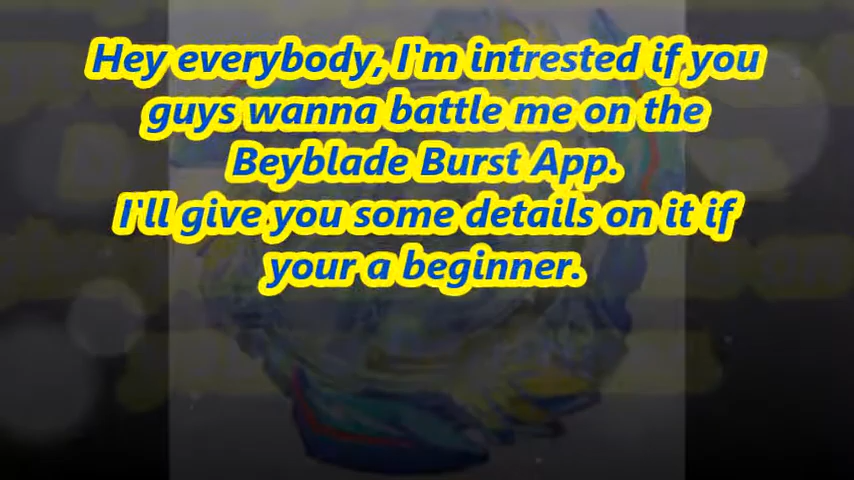 Hey everybody, I'm intrested if you
guys wanna battle me on the
Beyblade Burst App.
I'll give you some details on it if
your a beginner.